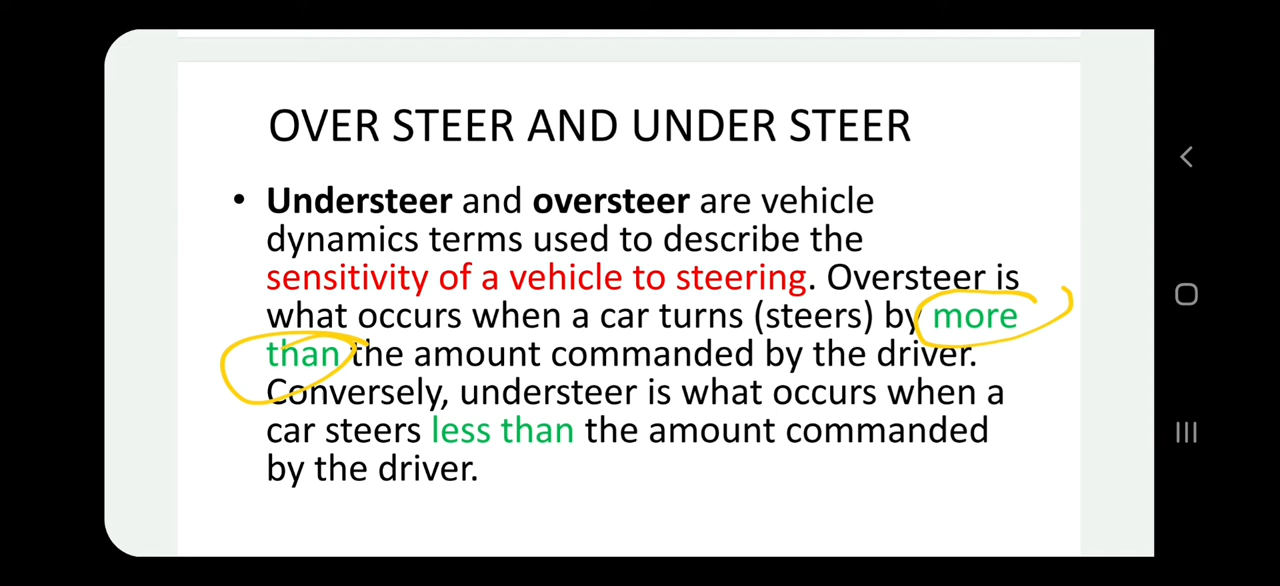 OVER STEER AND UNDER STEER
• Understeer and oversteer are vehicle
dynamics terms used to describe the
sensitivity of a vehicle to steering. Oversteer is
what occurs when a car turns (steers) by more
than the amount commanded by the driver.
Conversely, understeer is what occurs when a
car steers less than the amount commanded
by the driver.